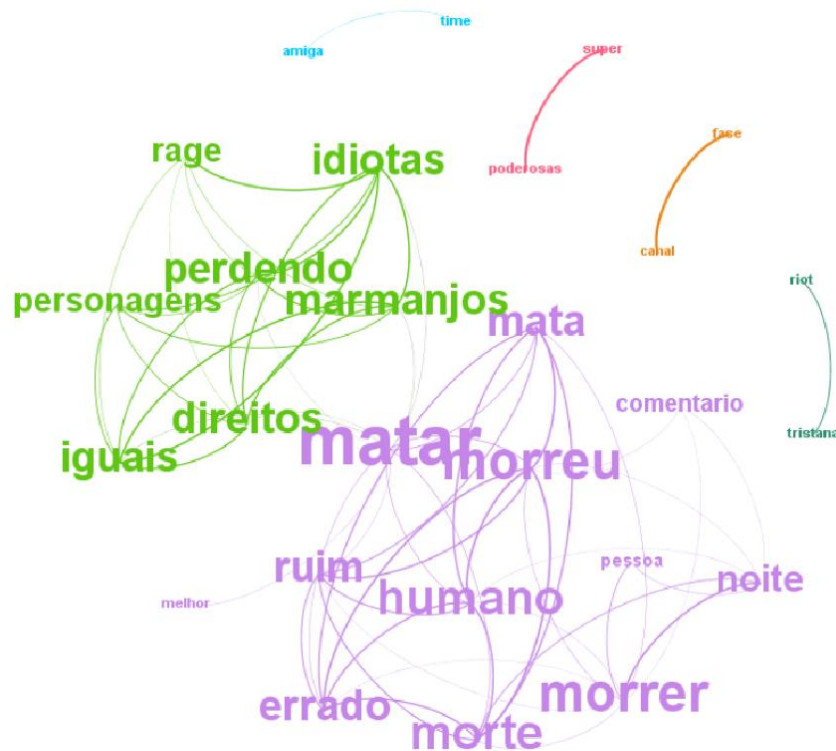 time
amiga
super
poderosas
fase
canal
rage
idiotas
perdendo
personagens
marmanjos
riot
mata
direitos
comentario
tristana
matar
morreu
iguais
ruim
pessoa
noite
humano
melhor
errado
morrer
morte